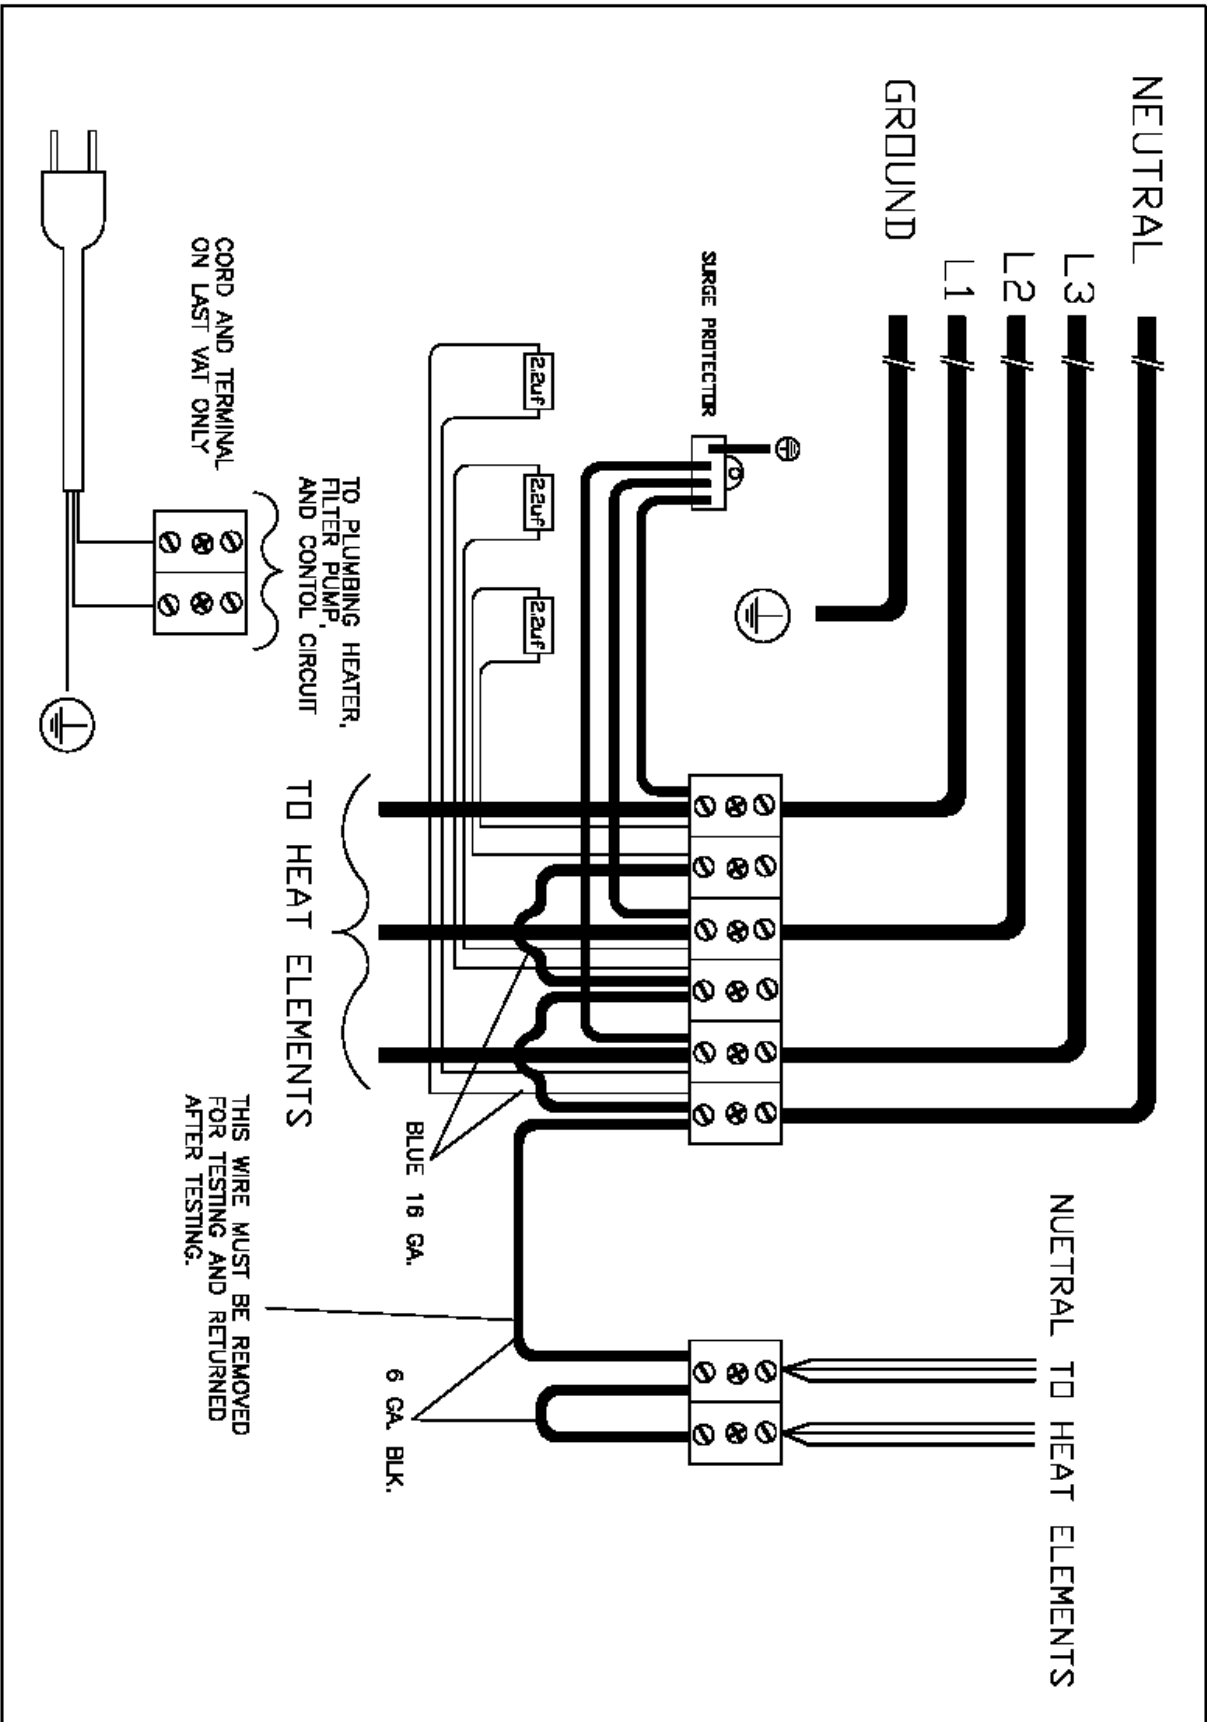 NEUTRAL
L3
L2
L1
GROUND
SURGE PROTECTOR
2.2uf
2.2uf
2.2uf
NUETRAL TO HEAT ELEMENTS
TO PLUMBING HEATER,
FILTER PUMP,
AND CONTOL CIRCUIT
TO HEAT ELEMENTS
BLUE 16 GA.
6 GA. BLK.
CORD AND TERMINAL
ON LAST VAT ONLY
THIS WIRE MUST BE REMOVED
FOR TESTING AND RETURNED
AFTER TESTING.